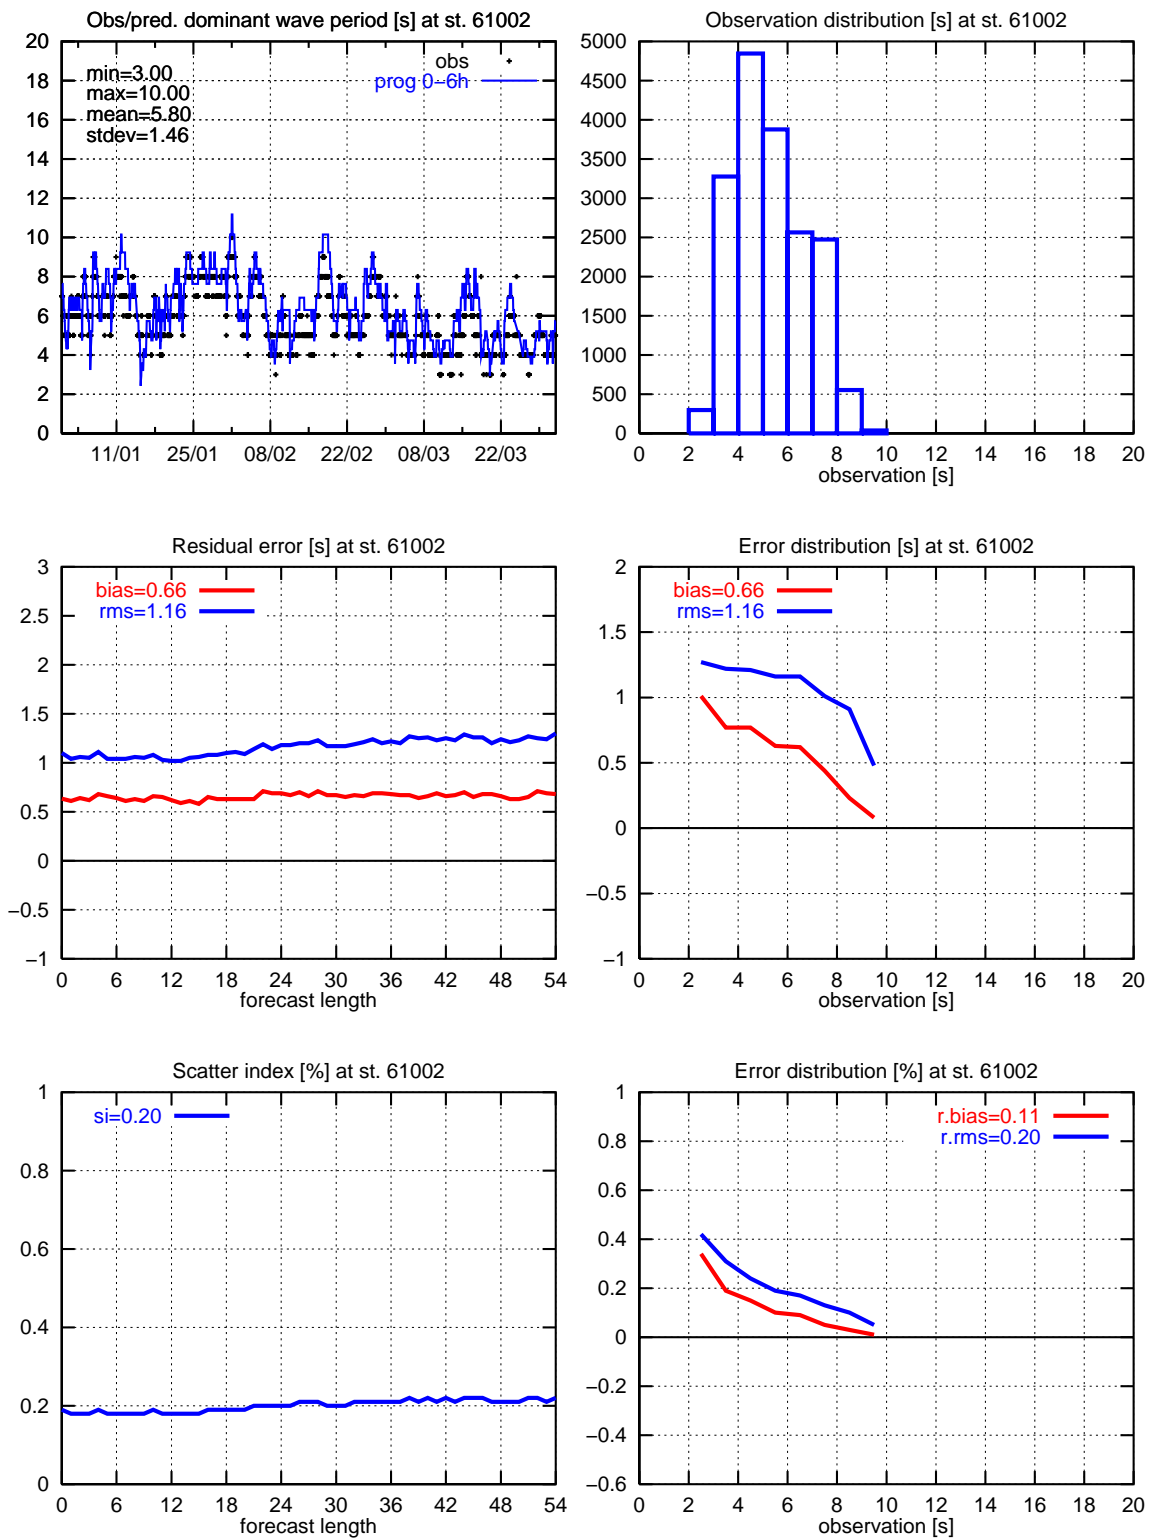 Obs/pred. dominant wave period [s] at st. 61002
20
18
16
14
12
10
8
6
4
2
0
min=3.00
max=10.00
mean=5.80
stdev=1.46
obs
prog 0−6h
11/01 25/01 08/02 22/02 08/03 22/03
Observation distribution [s] at st. 61002
5000
4500
4000
3500
3000
2500
2000
1500
1000
500
0
0 2 4 6 8 10 12 14 16 18 20
observation [s]
Residual error [s] at st. 61002
3
2.5
2
1.5
1
0.5
0
−0.5
−1
bias=0.66
rms=1.16
0 6 12 18 24 30 36 42 48 54
forecast length
Error distribution [s] at st. 61002
2
1.5
1
0.5
0
−0.5
−1
bias=0.66
rms=1.16
0 2 4 6 8 10 12 14 16 18 20
observation [s]
Scatter index [%] at st. 61002
1
0.8
0.6
0.4
0.2
0
si=0.20
0 6 12 18 24 30 36 42 48 54
forecast length
Error distribution [%] at st. 61002
1
0.8
0.6
0.4
0.2
0
−0.2
−0.4
−0.6
r.bias=0.11
r.rms=0.20
0 2 4 6 8 10 12 14 16 18 20
observation [s]